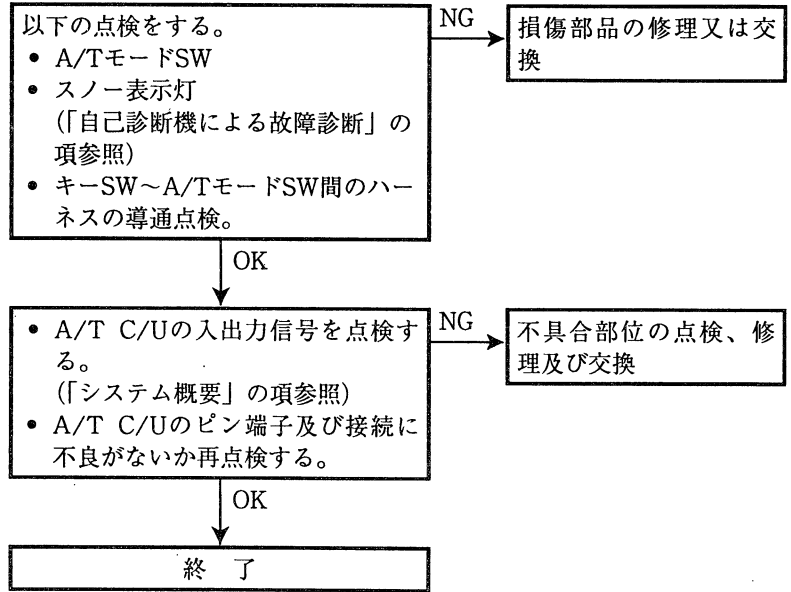 以下の点検をする。
• A/TモードSW
• スノー表示灯
(「自己診断機による故障診断」の
項参照)
• キーSW～A/TモードSW間のハー
ネスの導通点検。
NG
損傷部品の修理又は交
換
OK
• A/T C/Uの入出力信号を点検す
る。
(「システム概要」の項参照)
• A/T C/Uのピン端子及び接続に
不良がないか再点検する。
NG
不具合部位の点検、修
理及び交換
OK
終 了